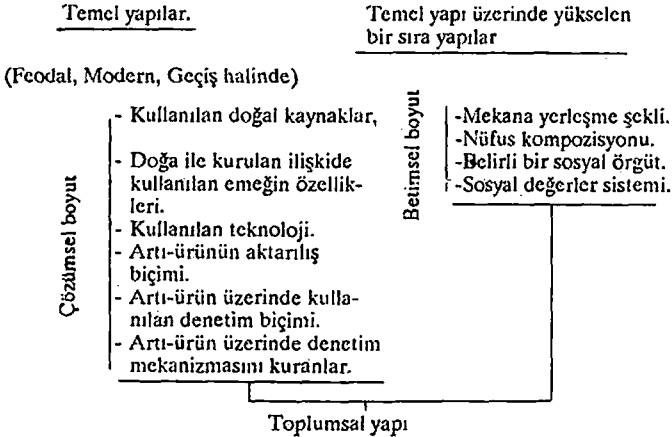 Temel yapılar.
Temel yapı üzerinde yükselen
bir sıra yapılar
(Feodal, Modern, Geçiş halinde)
Çözümsel boyut
- Kullanılan doğal kaynaklar,
- Doğa ile kurulan ilişkide
kullanılan emeğin özellik-
leri.
- Kullanılan teknoloji.
- Artı-ürünün aktarılış
biçimi.
- Artı-ürün üzerinde kulla-
nılan denetim biçimi.
- Artı-ürün üzerinde denetim
mekanizmasını kuranlar.
Betimsel boyut
-Mekana yerleşme şekli.
-Nüfus kompozisyonu.
-Belirli bir sosyal örgüt.
-Sosyal değerler sistemi.
Toplumsal yapı